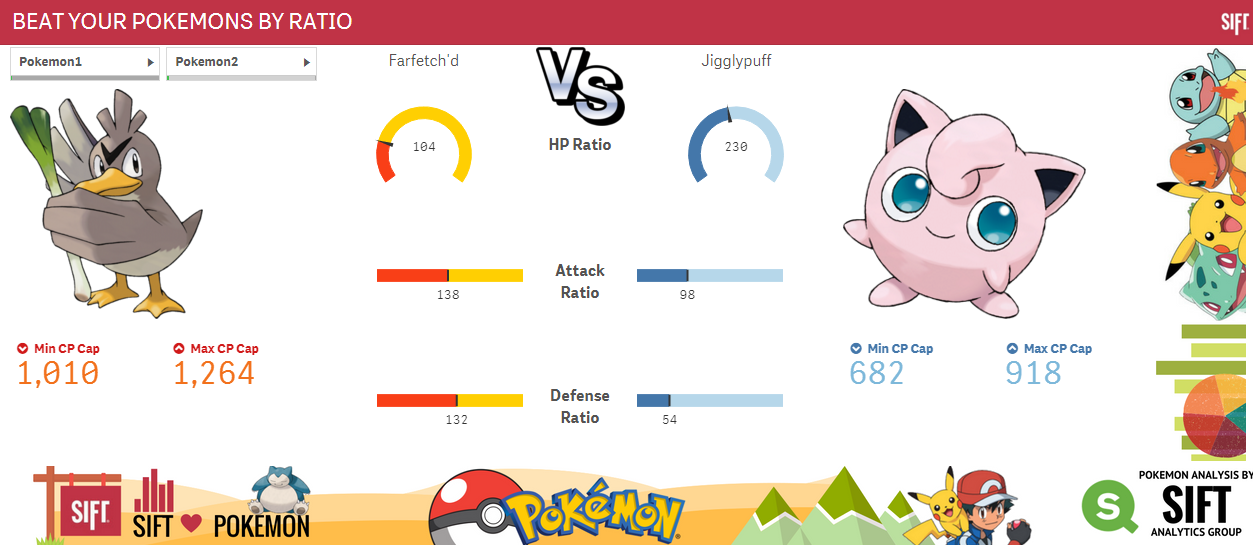 BEAT YOUR POKEMONS BY RATIO
SIFT
Pokemon1
Pokemon2
Farfetch'd
VS
Jigglypuff
104
HP Ratio
230
Attack
Ratio
138
98
Min CP Cap
1,010
Max CP Cap
1,264
Min CP Cap
682
Max CP Cap
918
Defense
Ratio
132
54
SIFT
SIFT
POKEMON
POKéMON
S
POKEMON ANALYSIS BY
SIFT
ANALYTICS GROUP